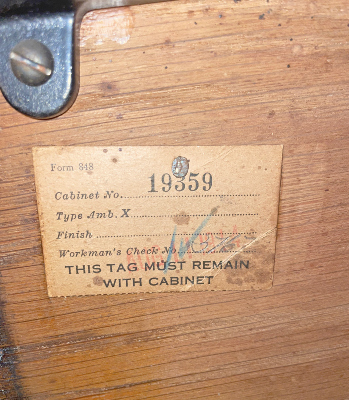 Form 848
Cabinet No. 19359
Type Amb. X
Finish
Workman's Check No.
THIS TAG MUST REMAIN
WITH CABINET